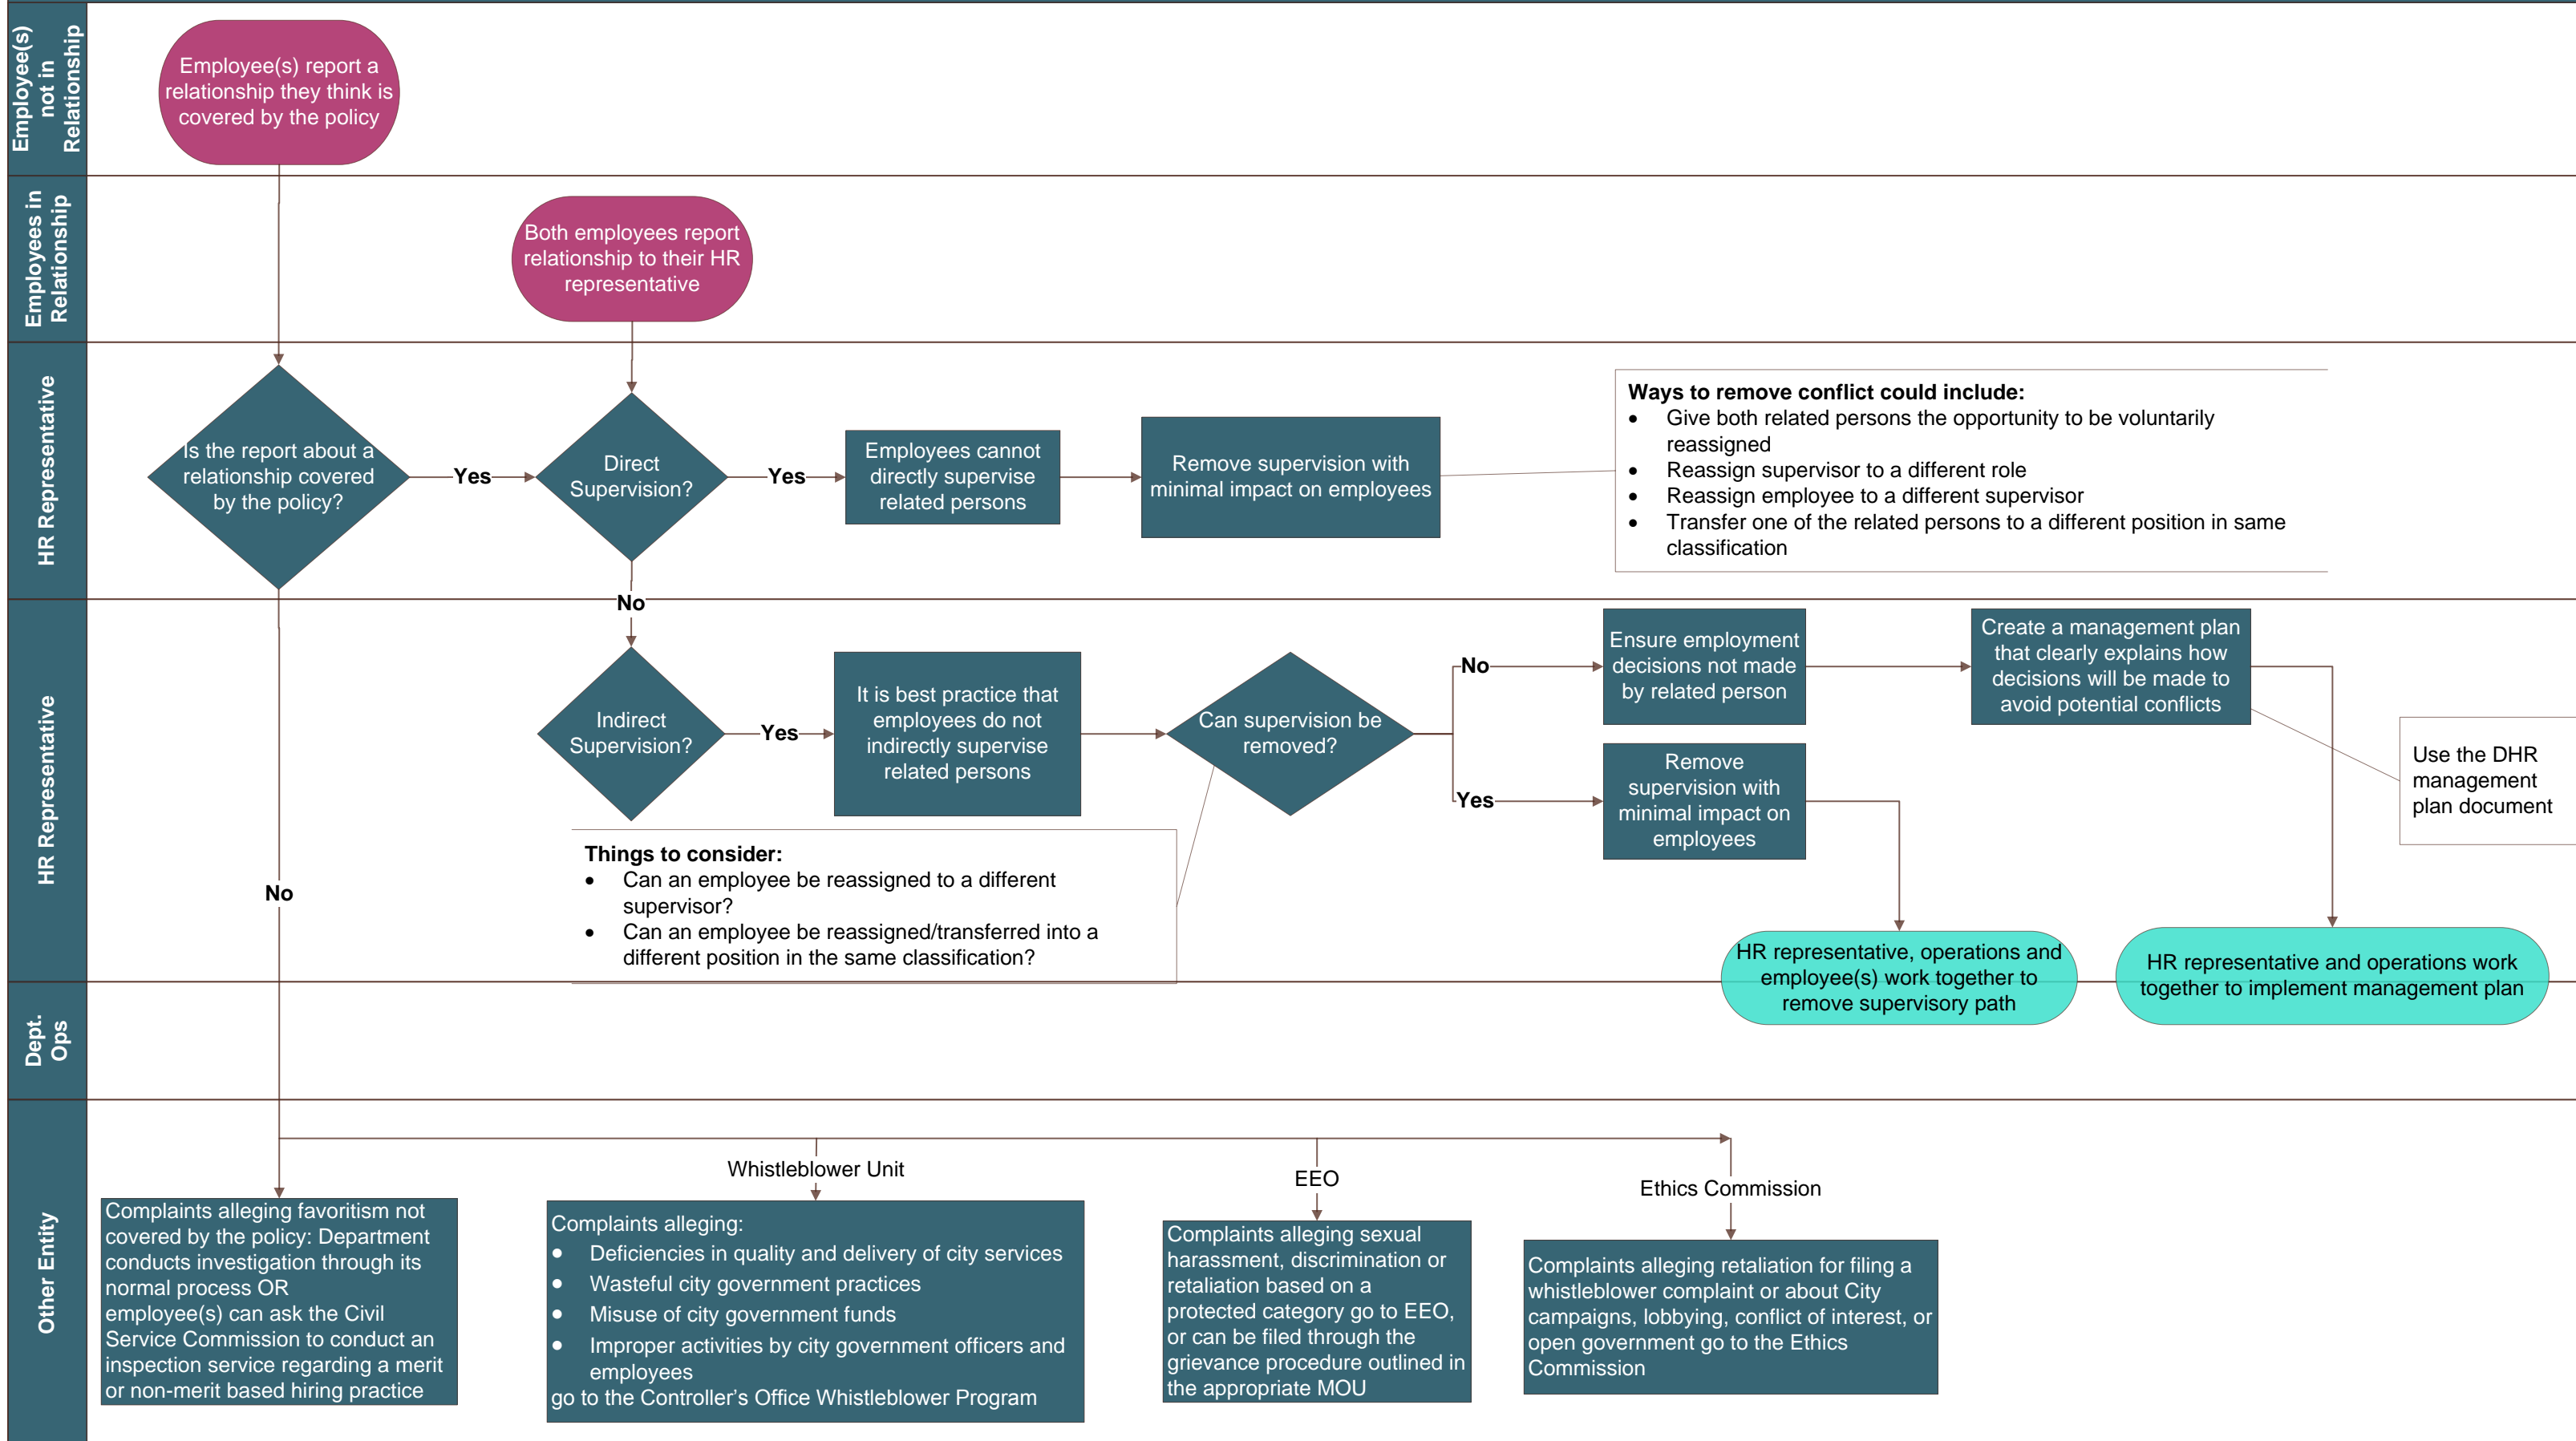 Employee(s)
not in
Relationship
Employee(s) report a
relationship they think is
covered by the policy
Employees in
Relationship
Both employees report
relationship to their HR
representative
HR Representative
Is the report about a
relationship covered
by the policy?
Yes
Direct
Supervision?
Yes
Employees cannot
directly supervise
related persons
Remove supervision with
minimal impact on employees
Ways to remove conflict could include:
• Give both related persons the opportunity to be voluntarily
reassigned
• Reassign supervisor to a different role
• Reassign employee to a different supervisor
• Transfer one of the related persons to a different position in same
classification
No
HR Representative
Indirect
Supervision?
Yes
It is best practice that
employees do not
indirectly supervise
related persons
Can supervision be
removed?
No
Ensure employment
decisions not made
by related person
Create a management plan
that clearly explains how
decisions will be made to
avoid potential conflicts
Use the DHR
management
plan document
Yes
Remove
supervision with
minimal impact on
employees
Things to consider:
• Can an employee be reassigned to a different
supervisor?
• Can an employee be reassigned/transferred into a
different position in the same classification?
No
HR representative, operations and
employee(s) work together to
remove supervisory path
HR representative and operations work
together to implement management plan
Dept.
Ops
Other Entity
Complaints alleging favoritism not
covered by the policy: Department
conducts investigation through its
normal process OR
employee(s) can ask the Civil
Service Commission to conduct an
inspection service regarding a merit
or non-merit based hiring practice
Whistleblower Unit
Complaints alleging:
• Deficiencies in quality and delivery of city services
• Wasteful city government practices
• Misuse of city government funds
• Improper activities by city government officers and
employees
go to the Controller’s Office Whistleblower Program
EEO
Complaints alleging sexual
harassment, discrimination or
retaliation based on a
protected category go to EEO,
or can be filed through the
grievance procedure outlined in
the appropriate MOU
Ethics Commission
Complaints alleging retaliation for filing a
whistleblower complaint or about City
campaigns, lobbying, conflict of interest, or
open government go to the Ethics
Commission